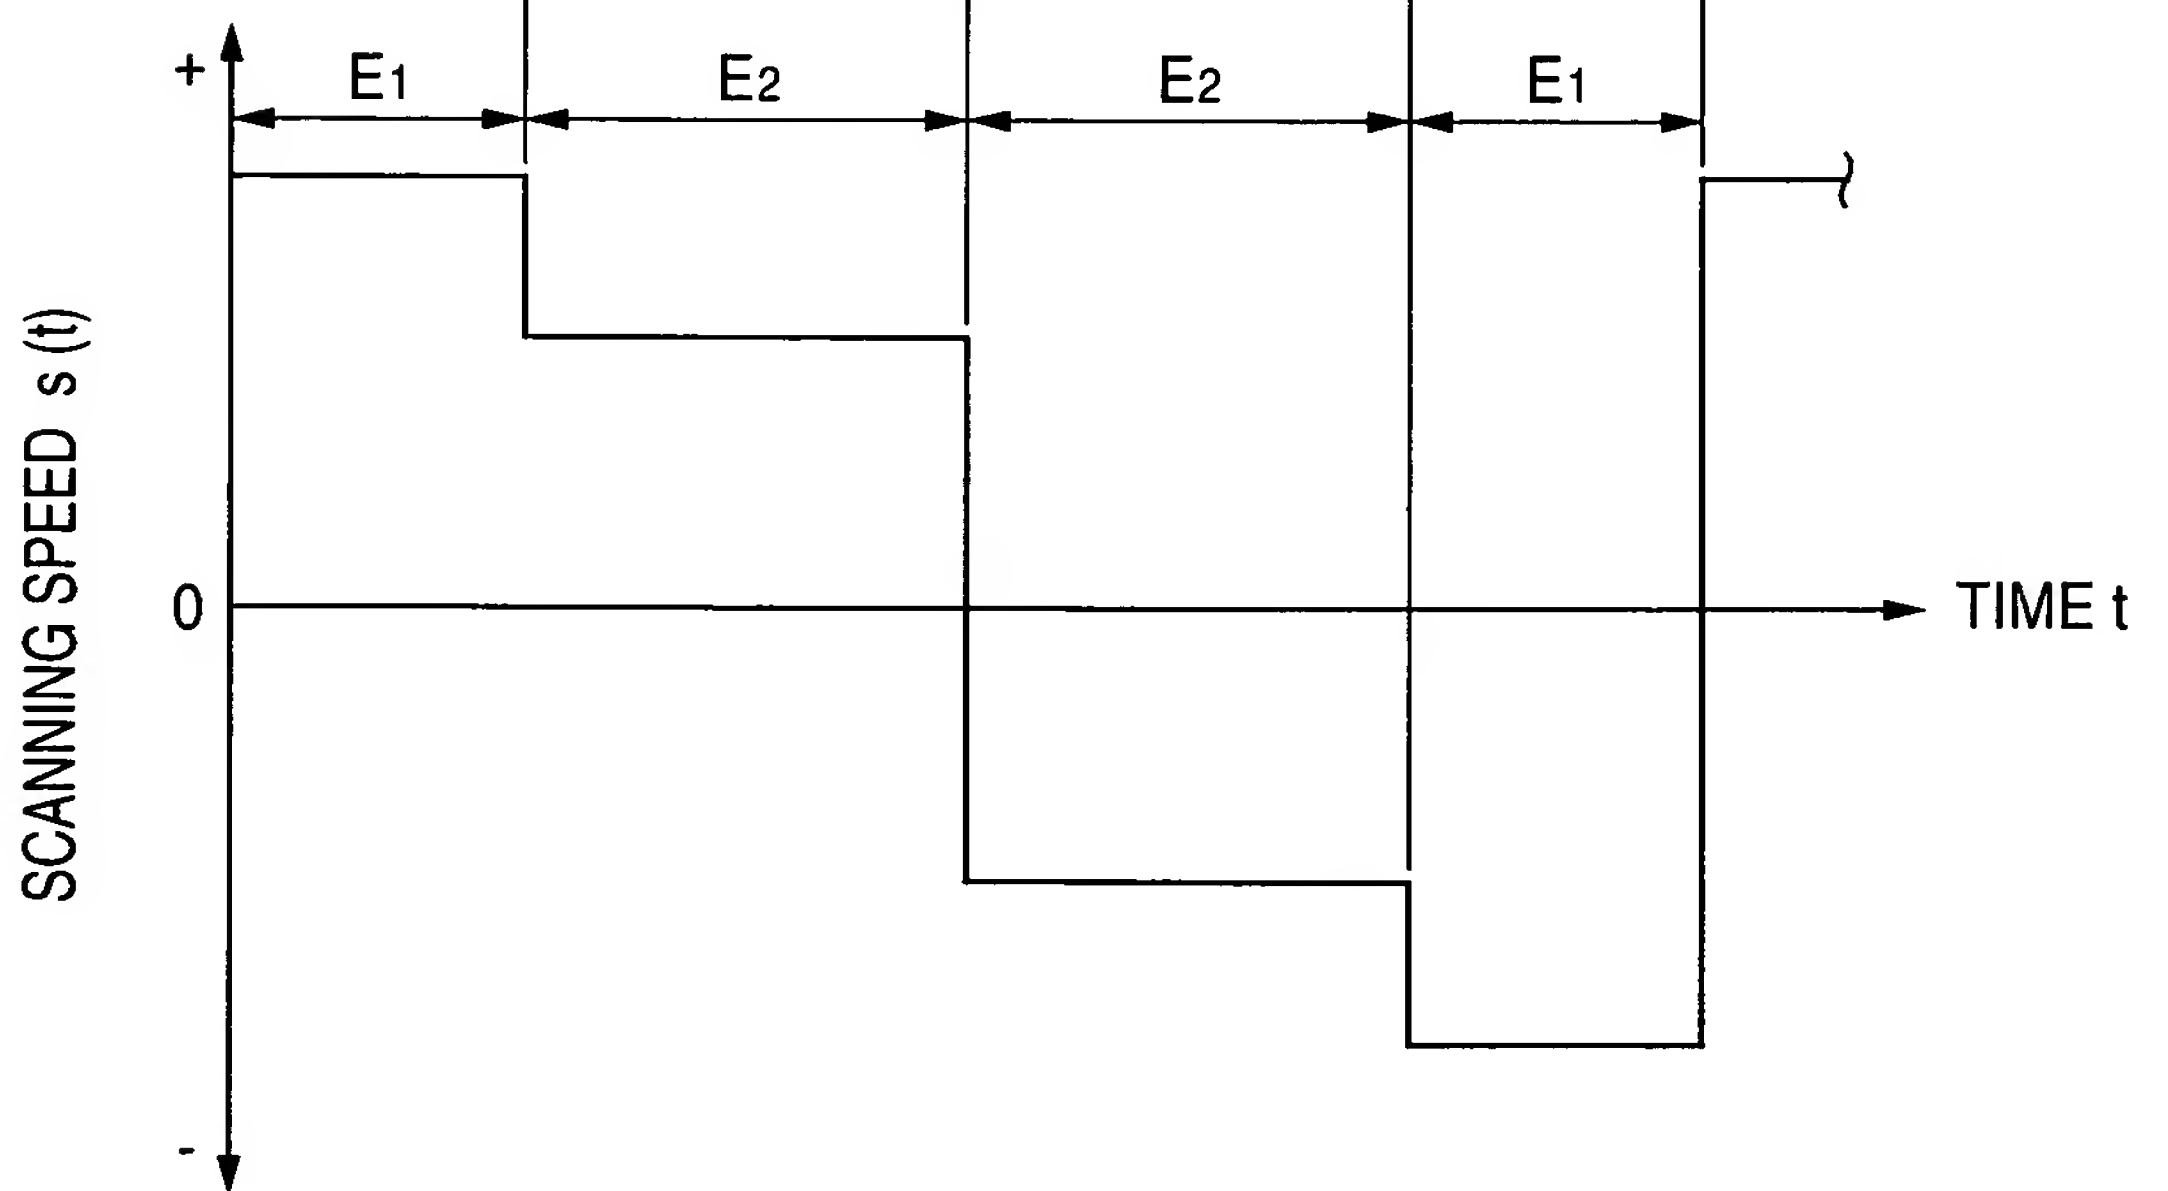 +
E1 E2 E2 E1
SCANNING SPEED s (t)
0
TIME t
-